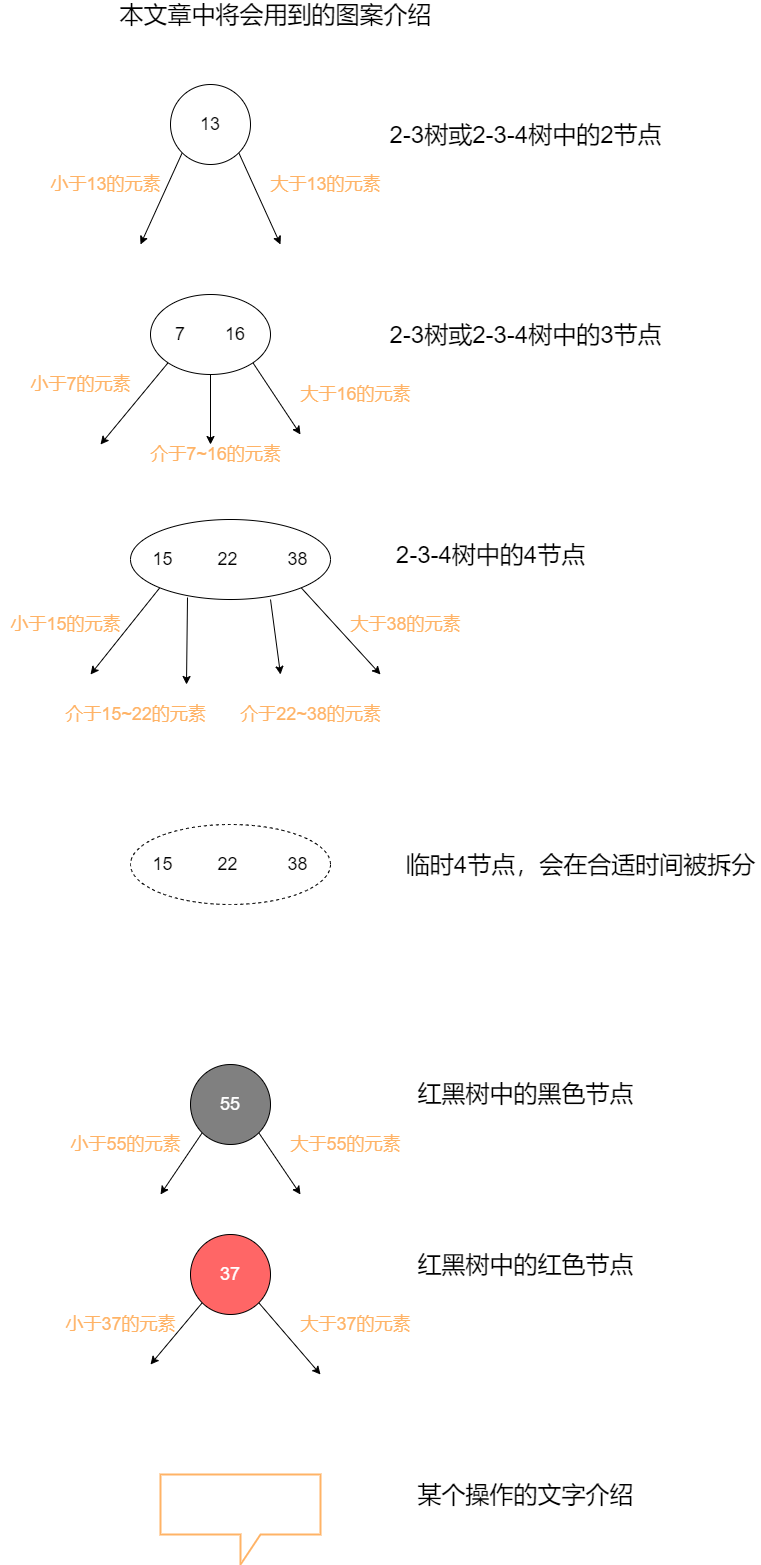 本文章中将会用到的图案介绍
13
2-3树或2-3-4树中的2节点
小于13的元素
大于13的元素
7 16
2-3树或2-3-4树中的3节点
小于7的元素
大于16的元素
介于7~16的元素
15 22 38
2-3-4树中的4节点
小于15的元素
大于38的元素
介于15~22的元素
介于22~38的元素
15 22 38
临时4节点，会在合适时间被拆分
55
红黑树中的黑色节点
小于55的元素
大于55的元素
37
红黑树中的红色节点
小于37的元素
大于37的元素
某个操作的文字介绍